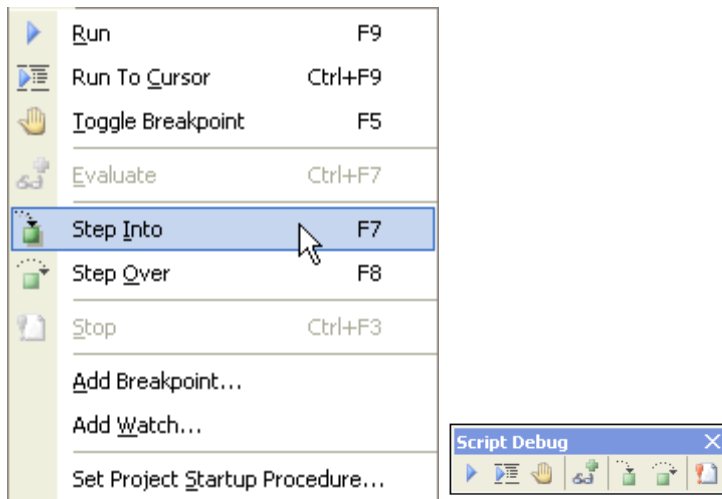 Run F9
Run To Cursor Ctrl+F9
Toggle Breakpoint F5
Evaluate Ctrl+F7
Step Into F7
Step Over F8
Stop Ctrl+F3
Add Breakpoint...
Add Watch...
Set Project Startup Procedure...
Script Debug